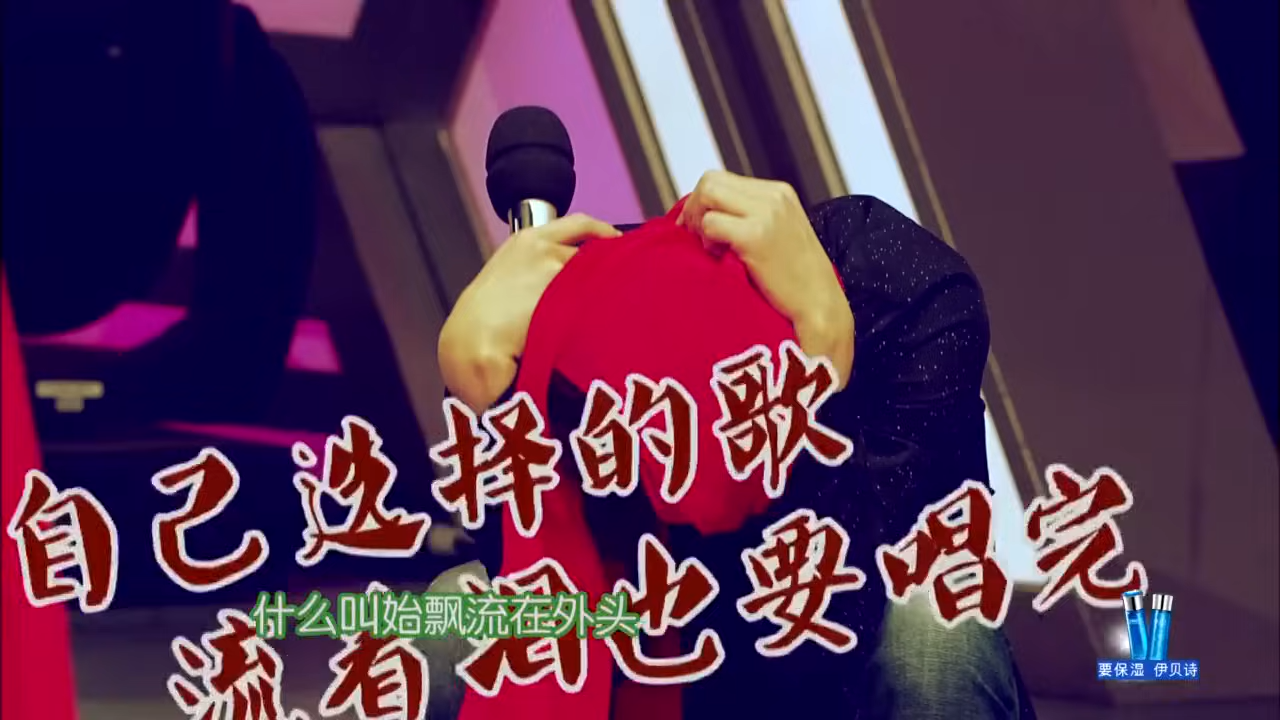 自己选择的歌
流着泪也要唱完
什么叫始飘流在外头
要保湿 伊贝诗